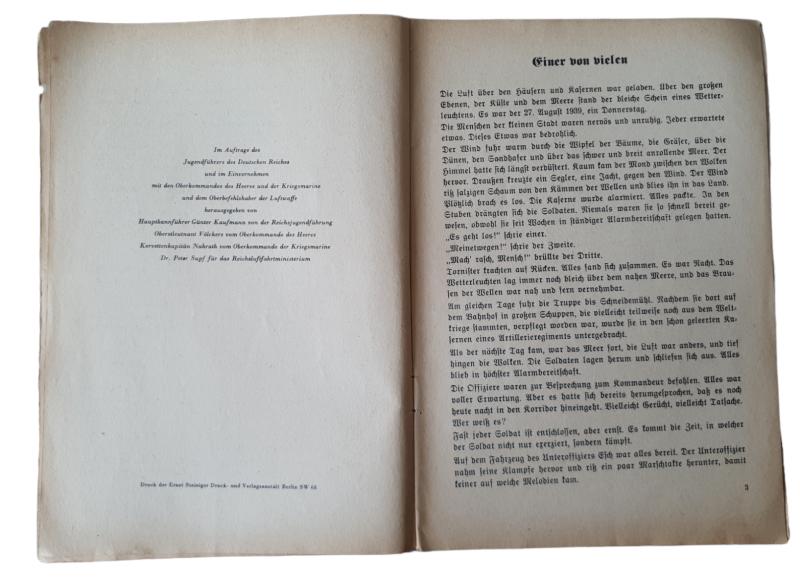 Im Auftrage des
Jugendführers des Deutschen Reiches
und im Einvernehmen
mit den Oberkommandos des Heeres und der Kriegsmarine
und dem Oberbefehlshaber der Luftwaffe
herausgegeben von
Hauptbannführer Günter Kaufmann von der Reichsjugendführung
Oberstleutnant Völckers vom Oberkommando des Heeres
Korvettenkapitän Nahrath vom Oberkommando der Kriegsmarine
Dr. Peter Supf für das Reichsluftfahrtministerium
Druck der Ernst Steiniger Druck- und Verlagsanstalt Berlin SW 68
Einer von vielen
Die Luft über den Häusern und Kasernen war geladen. Über den großen
Ebenen, der Küste und dem Meere stand der bleiche Schein eines Wetter-
leuchtens. Es war der 27. August 1939, ein Donnerstag.
Die Menschen der kleinen Stadt waren nervös und unruhig. Jeder erwartete
etwas. Dieses Etwas war bedrohlich.
Der Wind fuhr warm durch die Wipfel der Bäume, die Gräser, über die
Dünen, den Sandhafer und über das schwer und breit anrollende Meer. Der
Himmel hatte sich längst verdüstert. Kaum kam der Mond zwischen den Wolken
hervor. Draußen kreuzte ein Segler, eine Jacht, gegen den Wind. Der Wind
riß salzigen Schaum von den Kämmen der Wellen und blies ihn in das Land.
Plötzlich brach es los. Die Kaserne wurde alarmiert. Alles packte. In den
Stuben drängten sich die Soldaten. Niemals waren sie so schnell bereit ge-
wesen, obwohl sie seit Wochen in ständiger Alarmbereitschaft gelegen hatten.
„Es geht los!“ schrie einer.
„Meinetwegen!“ schrie der Zweite.
„Mach' rasch, Mensch!“ brüllte der Dritte.
Tornister krachten auf Rücken. Alles fand sich zusammen. Es war Nacht. Das
Wetterleuchten lag immer noch bleich über dem nahen Meere, und das Brau-
sen der Wellen war nah und fern vernehmbar.
Am gleichen Tage fuhr die Truppe bis Schneidemühl. Nachdem sie dort auf
dem Bahnhof in großen Schuppen, die vielleicht teilweise noch aus dem Welt-
kriege stammten, verpflegt worden war, wurde sie in den schon geleerten Ka-
sernen eines Artillerieregiments untergebracht.
Als der nächste Tag kam, war das Meer fort, die Luft war anders, und tief
hingen die Wolken. Die Soldaten lagen herum und schliefen sich aus. Alles
blieb in höchster Alarmbereitschaft.
Die Offiziere waren zur Besprechung zum Kommandeur befohlen. Alles war
voller Erwartung. Aber es hatte sich bereits herumgesprochen, daß es noch
heute nacht in den Korridor hineingeht. Vielleicht Gerücht, vielleicht Tatsache.
Wer weiß es?
Fast jeder Soldat ist entschlossen, aber ernst. Es kommt die Zeit, in welcher
der Soldat nicht nur exerziert, sondern kämpft.
Auf dem Fahrzeug des Unteroffiziers Esch war alles bereit. Der Unteroffizier
nahm seine Klampfe hervor und riß ein paar Marschtakte herunter, damit
keiner auf weiche Melodien kam.
3